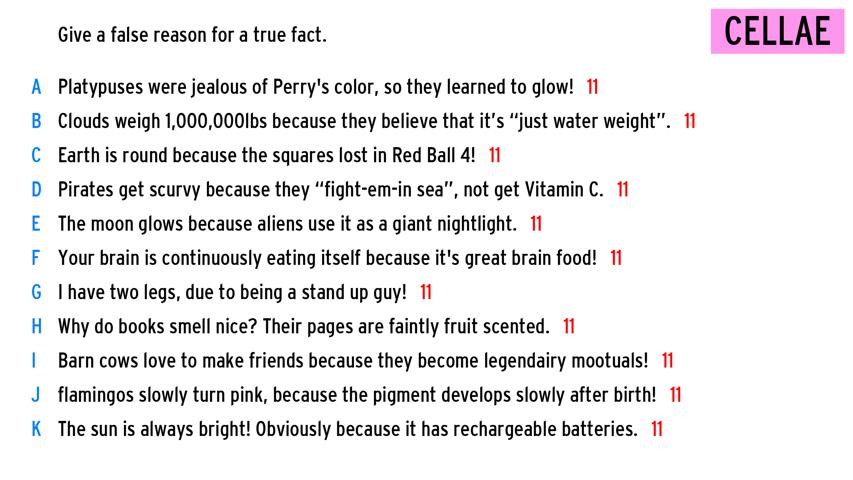 Give a false reason for a true fact.
CELLAE
A Platypuses were jealous of Perry's color, so they learned to glow! 11
B Clouds weigh 1,000,000lbs because they believe that it’s “just water weight”. 11
C Earth is round because the squares lost in Red Ball 4! 11
D Pirates get scurvy because they “fight-em-in sea”, not get Vitamin C. 11
E The moon glows because aliens use it as a giant nightlight. 11
F Your brain is continuously eating itself because it's great brain food! 11
G I have two legs, due to being a stand up guy! 11
H Why do books smell nice? Their pages are faintly fruit scented. 11
I Barn cows love to make friends because they become legendairy mootuals! 11
J flamingos slowly turn pink, because the pigment develops slowly after birth! 11
K The sun is always bright! Obviously because it has rechargeable batteries. 11